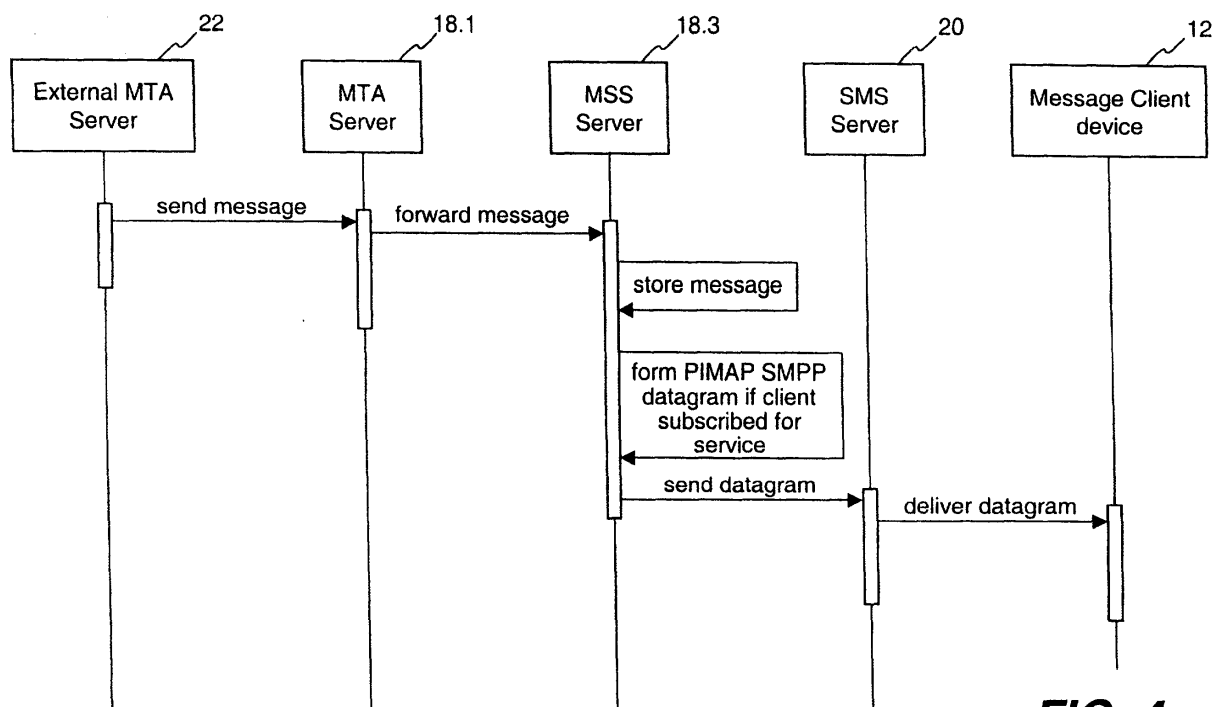 22
18.1
18.3
20
12
External MTA
Server
MTA
Server
MSS
Server
SMS
Server
Message Client
device
send message
forward message
store message
form PIMAP SMPP
datagram if client
subscribed for
service
send datagram
deliver datagram